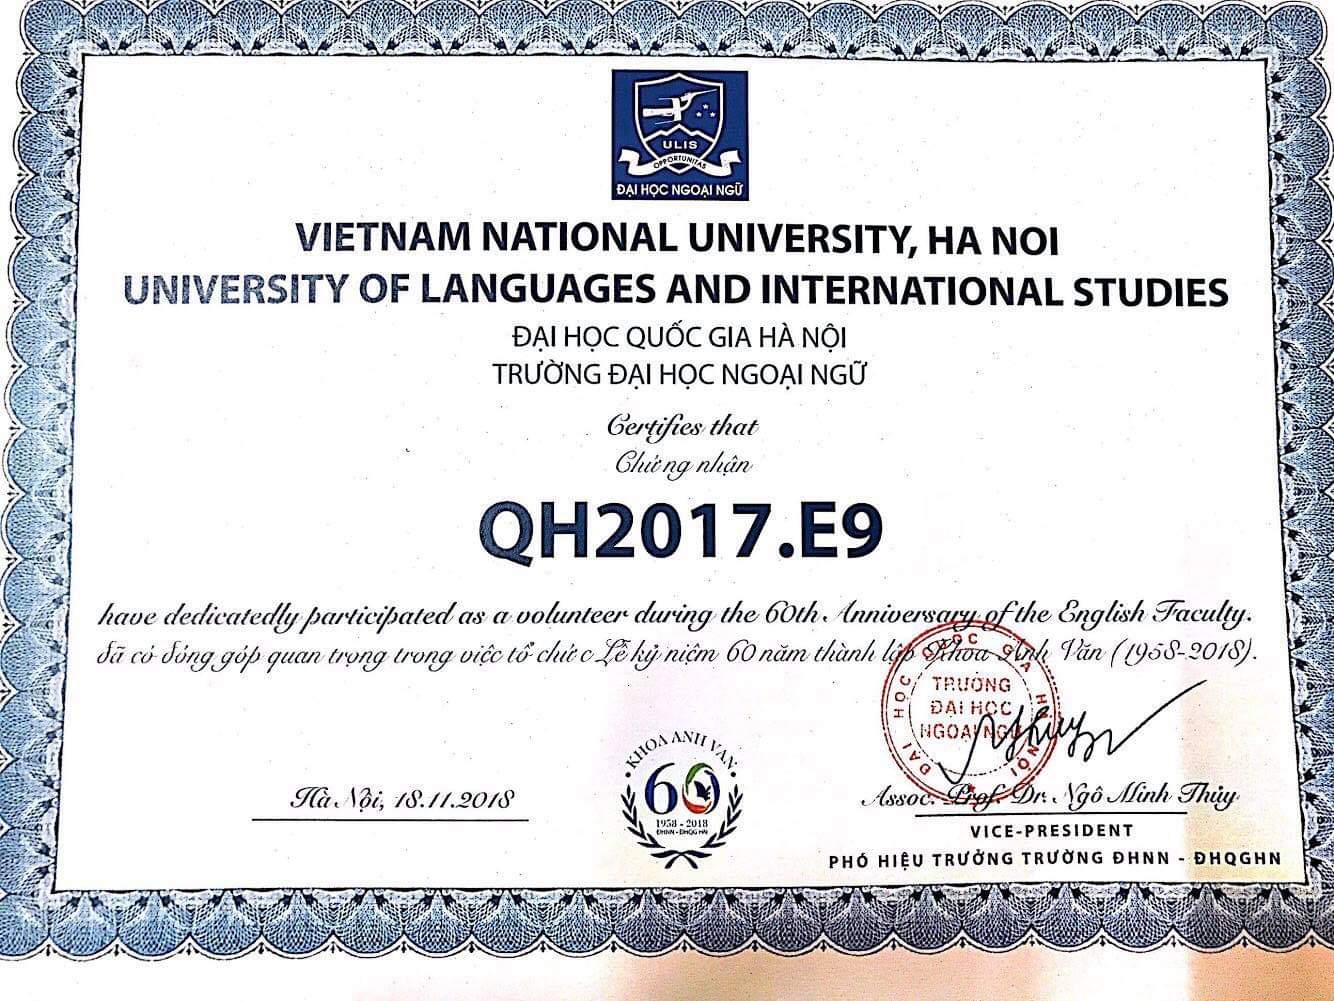 ULIS
OPPORTUNITAS
ĐẠI HỌC NGOẠI NGỮ
VIETNAM NATIONAL UNIVERSITY, HA NOI
UNIVERSITY OF LANGUAGES AND INTERNATIONAL STUDIES
ĐẠI HỌC QUỐC GIA HÀ NỘI
TRƯỜNG ĐẠI HỌC NGOẠI NGỮ
Certifies that
Chứng nhận
QH2017.E9
have dedicatedly participated as a volunteer during the 60th Anniversary of the English Faculty.
đã có đóng góp quan trọng trong việc tổ chức Lễ kỷ niệm 60 năm thành lập Khoa Anh Văn (1958-2018).
ĐẠI HỌC QUỐC GIA HÀ NỘI
TRƯỜNG
ĐẠI HỌC
NGOẠI NGỮ
KHOA ANH VĂN
60
1958 - 2018
ĐHNN - ĐHQG HN
Hà Nội, 18.11.2018
Assoc. Prof. Dr. Ngô Minh Thủy
VICE-PRESIDENT
PHÓ HIỆU TRƯỞNG TRƯỜNG ĐHNN - ĐHQGHN